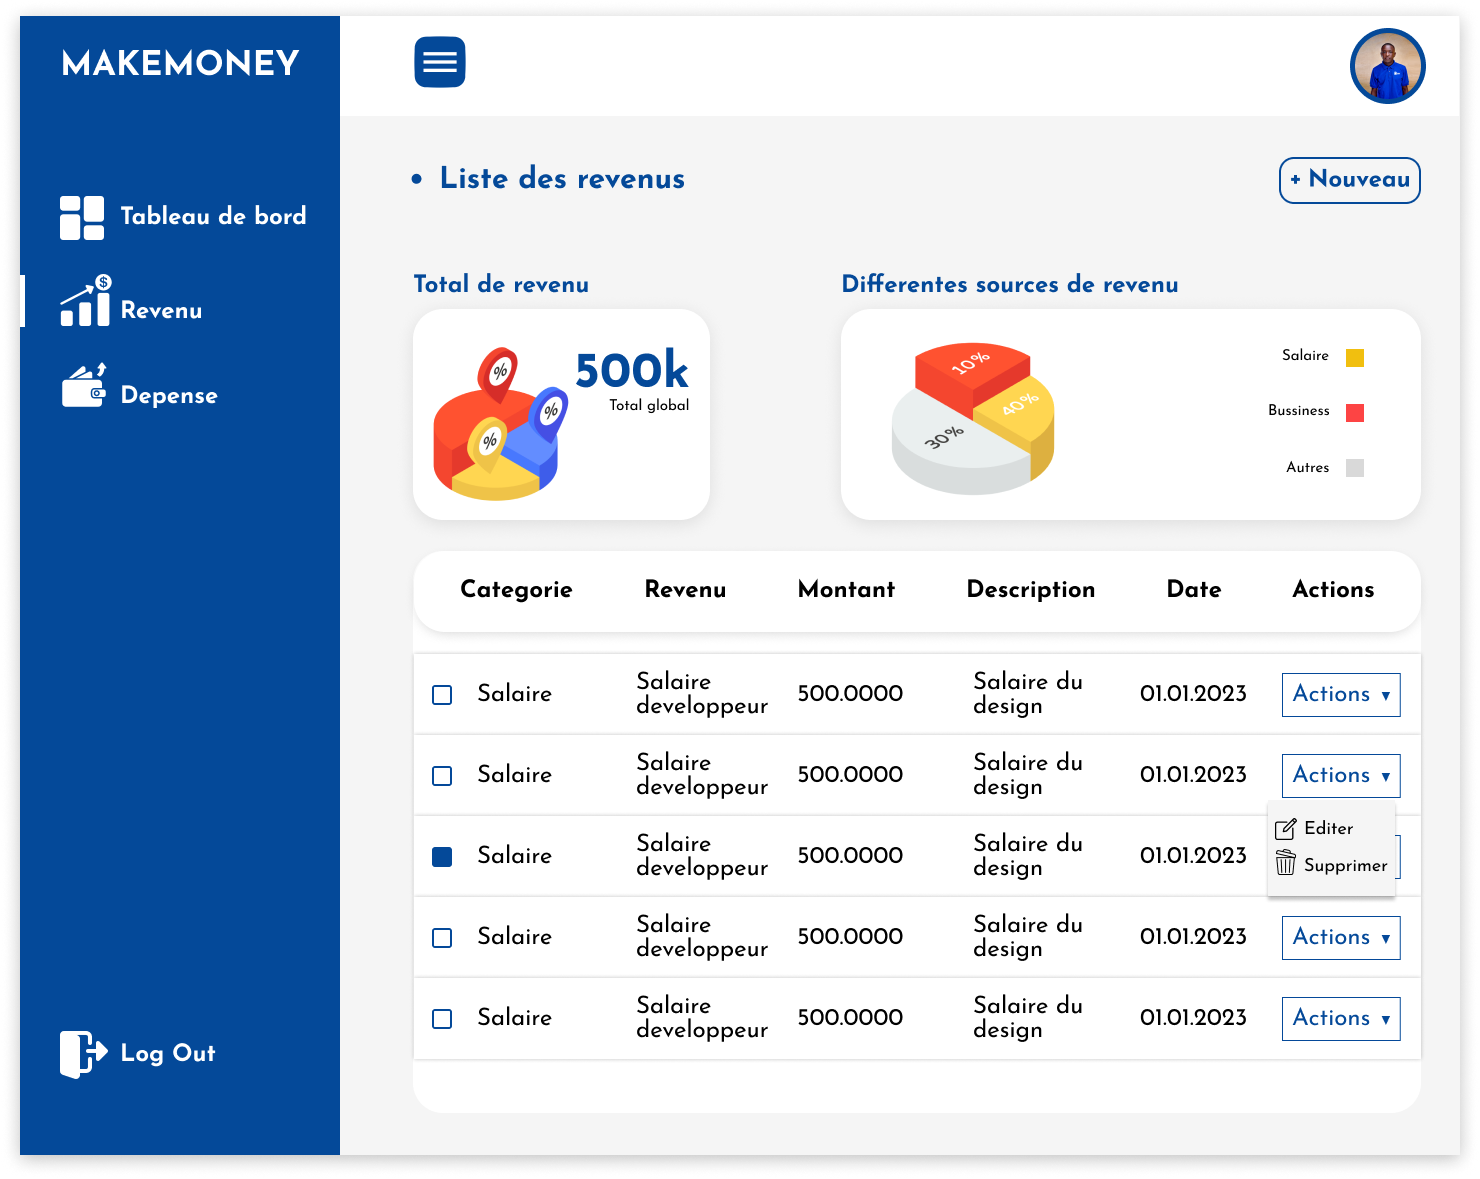 MAKEMONEY
Tableau de bord
$
Revenu
Depense
Log Out
• Liste des revenus
+ Nouveau
Total de revenu
%
%
%
500k
Total global
Differentes sources de revenu
10%
40%
30%
Salaire
Bussiness
Autres
Categorie Revenu Montant Description Date Actions
Salaire Salaire developpeur 500.0000 Salaire du design 01.01.2023 Actions ▾
Salaire Salaire developpeur 500.0000 Salaire du design 01.01.2023 Actions ▾
Editer
Supprimer
Salaire Salaire developpeur 500.0000 Salaire du design 01.01.2023
Salaire Salaire developpeur 500.0000 Salaire du design 01.01.2023 Actions ▾
Salaire Salaire developpeur 500.0000 Salaire du design 01.01.2023 Actions ▾